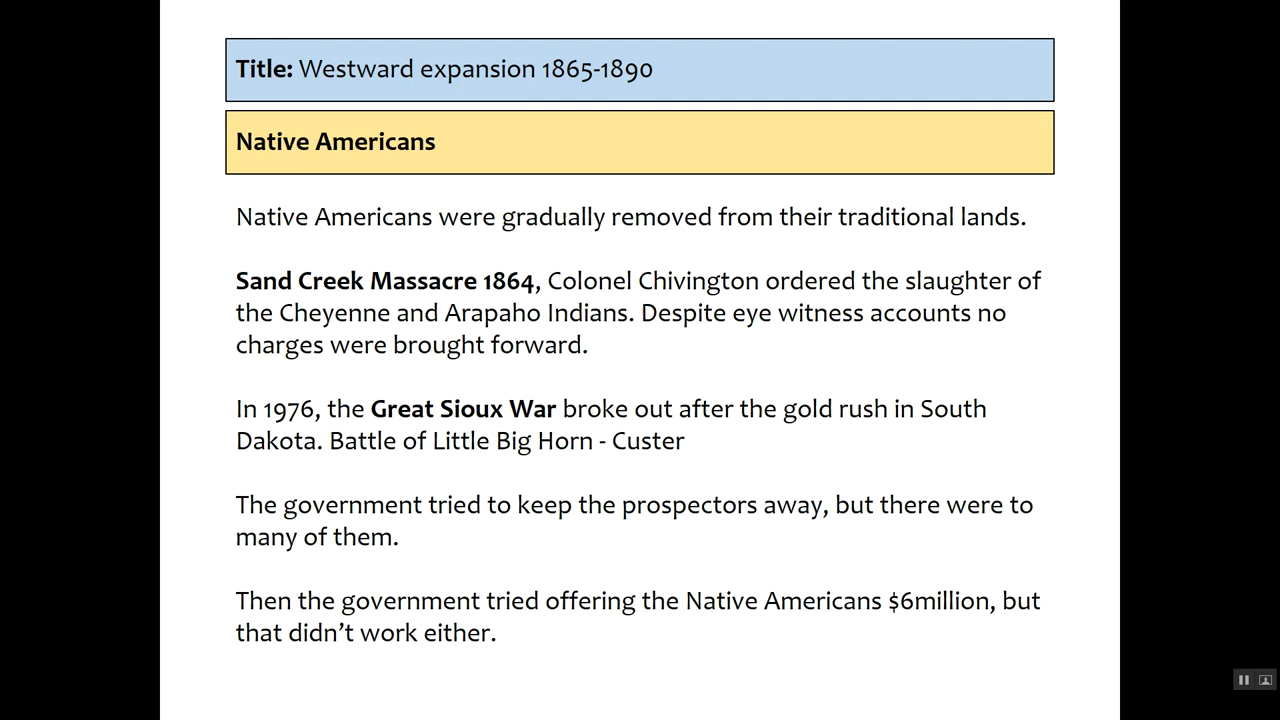 Title: Westward expansion 1865-1890
Native Americans
Native Americans were gradually removed from their traditional lands.
Sand Creek Massacre 1864, Colonel Chivington ordered the slaughter of
the Cheyenne and Arapaho Indians. Despite eye witness accounts no
charges were brought forward.
In 1976, the Great Sioux War broke out after the gold rush in South
Dakota. Battle of Little Big Horn - Custer
The government tried to keep the prospectors away, but there were to
many of them.
Then the government tried offering the Native Americans $6million, but
that didn’t work either.